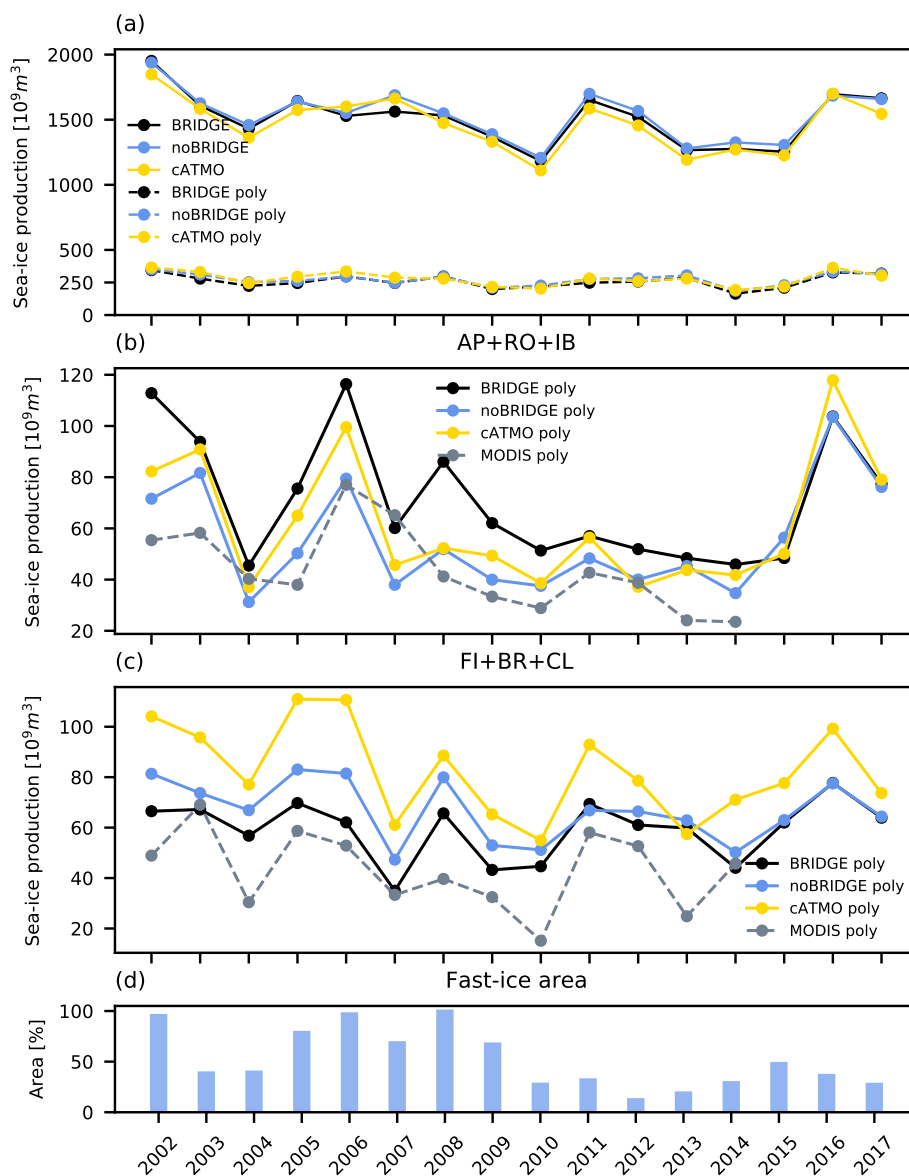 (a)
Sea-ice production [10⁹m³]
2000
1500
1000
500
250
0
BRIDGE
noBRIDGE
cATMO
BRIDGE poly
noBRIDGE poly
cATMO poly
(b)
AP+RO+IB
Sea-ice production [10⁹m³]
120
100
80
60
40
20
BRIDGE poly
noBRIDGE poly
cATMO poly
MODIS poly
(c)
FI+BR+CL
Sea-ice production [10⁹m³]
100
80
60
40
20
BRIDGE poly
noBRIDGE poly
cATMO poly
MODIS poly
(d)
Fast-ice area
Area [%]
100
50
0
2002
2003
2004
2005
2006
2007
2008
2009
2010
2011
2012
2013
2014
2015
2016
2017